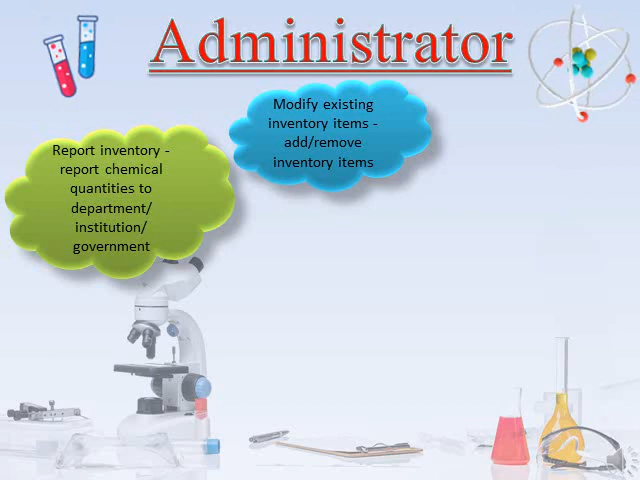 Administrator
Modify existing
inventory items -
add/remove
inventory items
Report inventory -
report chemical
quantities to
department/
institution/
government